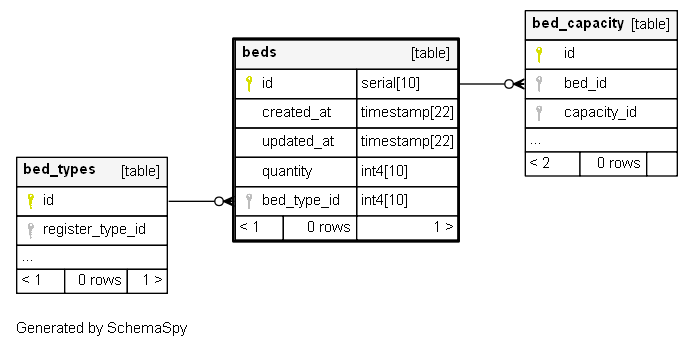 bed_types [table]
id
register_type_id
...
< 1 0 rows 1 >
beds [table]
id serial[10]
created_at timestamp[22]
updated_at timestamp[22]
quantity int4[10]
bed_type_id int4[10]
< 1 0 rows 1 >
bed_capacity [table]
id
bed_id
capacity_id
...
< 2 0 rows
Generated by SchemaSpy